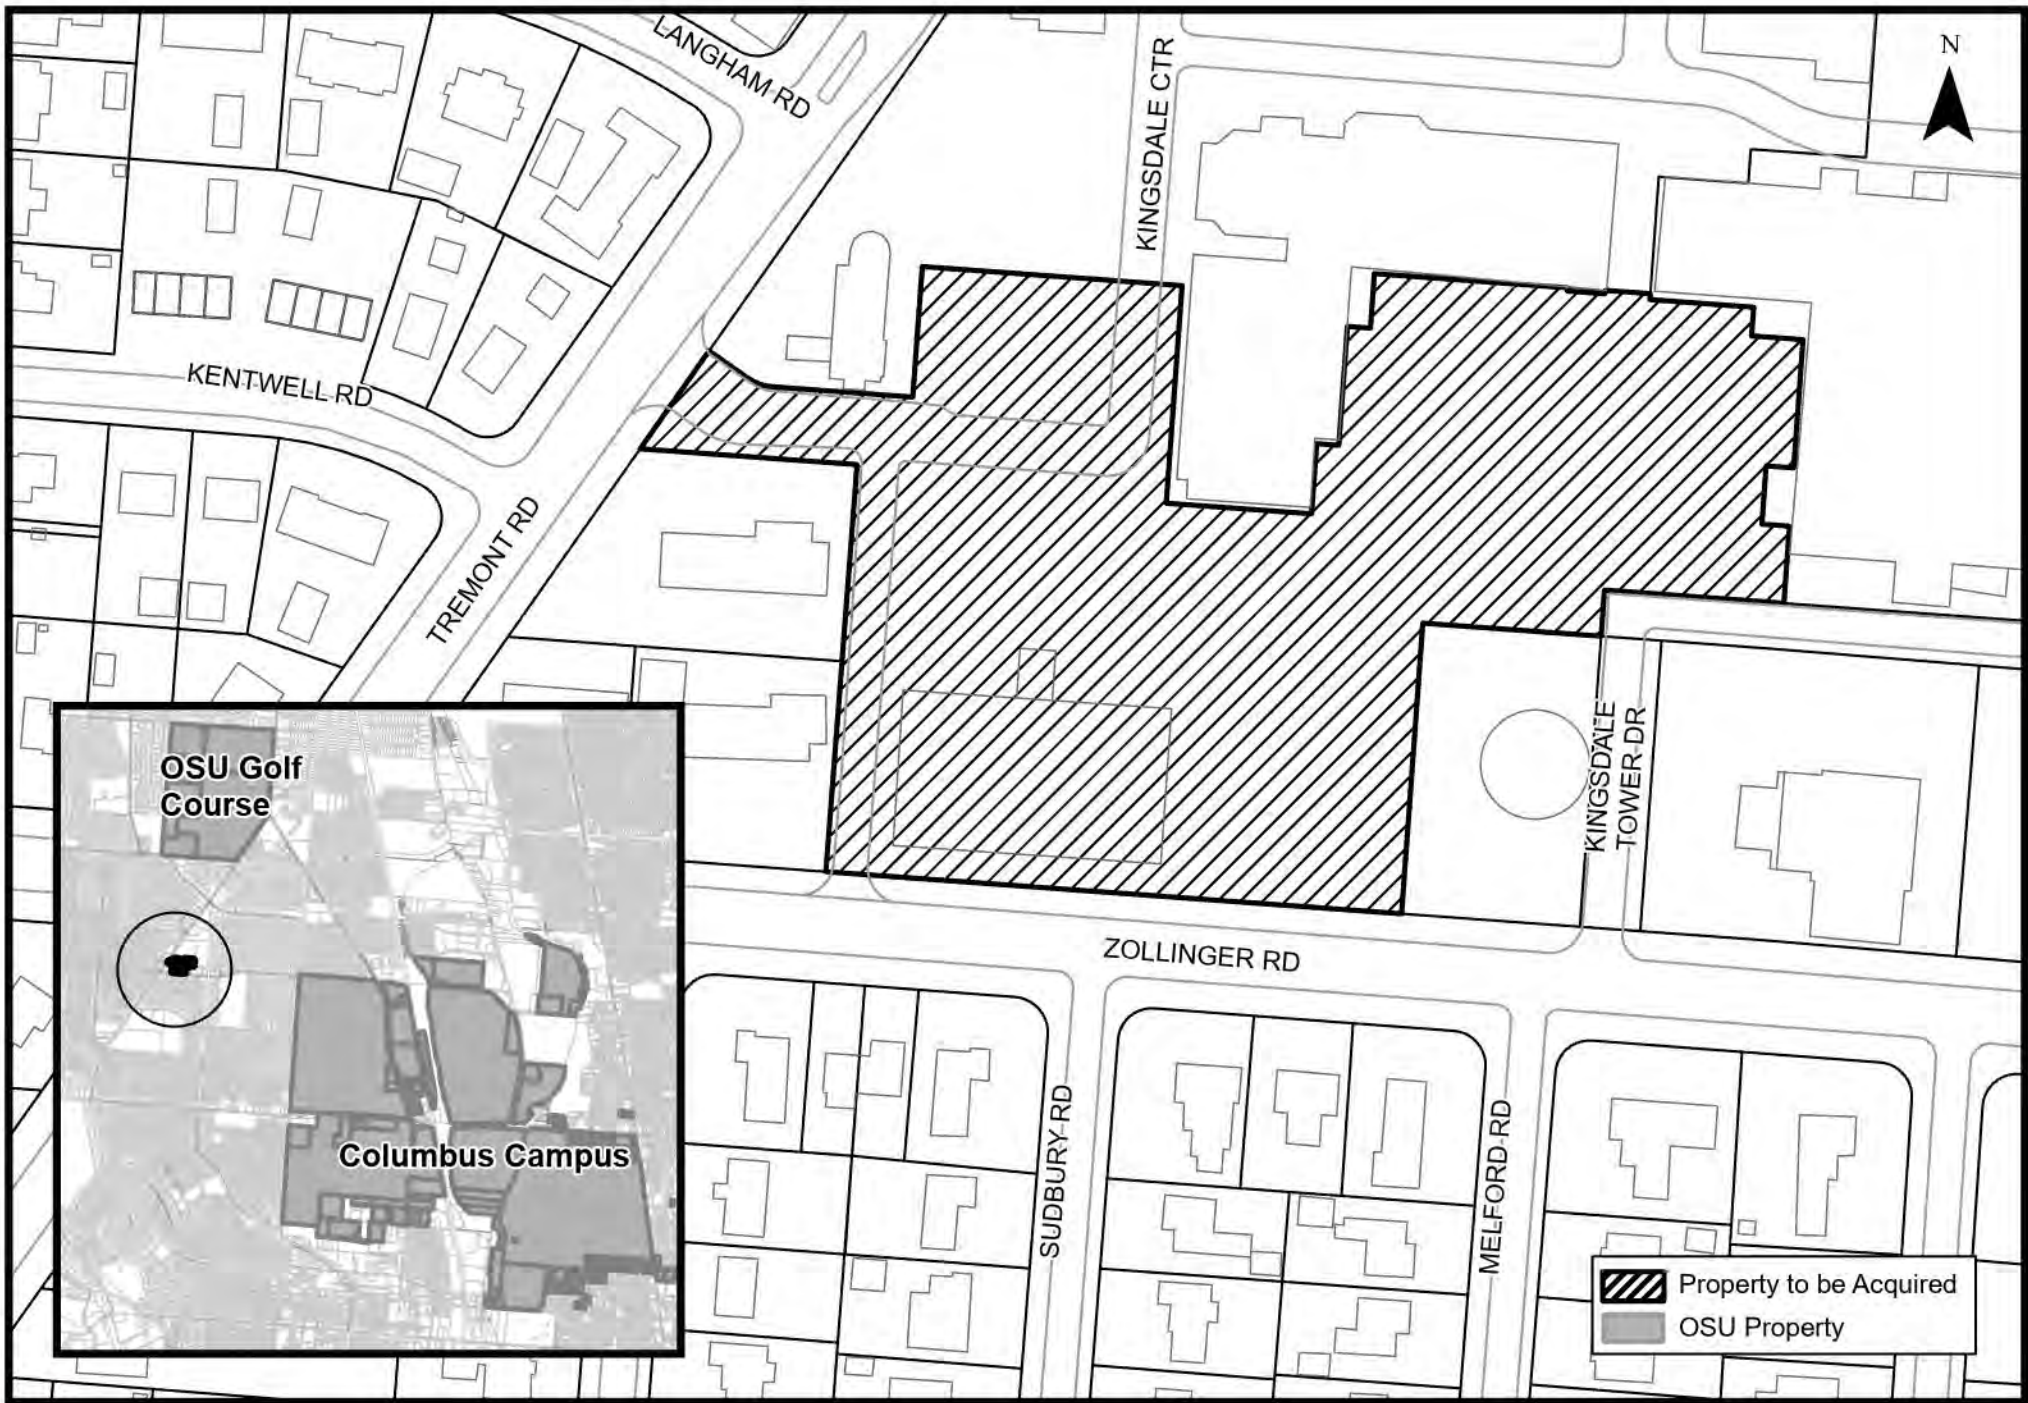 LANGHAM RD
KINGSDALE CTR
N
KENTWELL RD
TREMONT RD
KINGSDALE
TOWER DR
OSU Golf
Course
ZOLLINGER RD
Columbus Campus
SUDBURY RD
MELFORD RD
Property to be Acquired
OSU Property